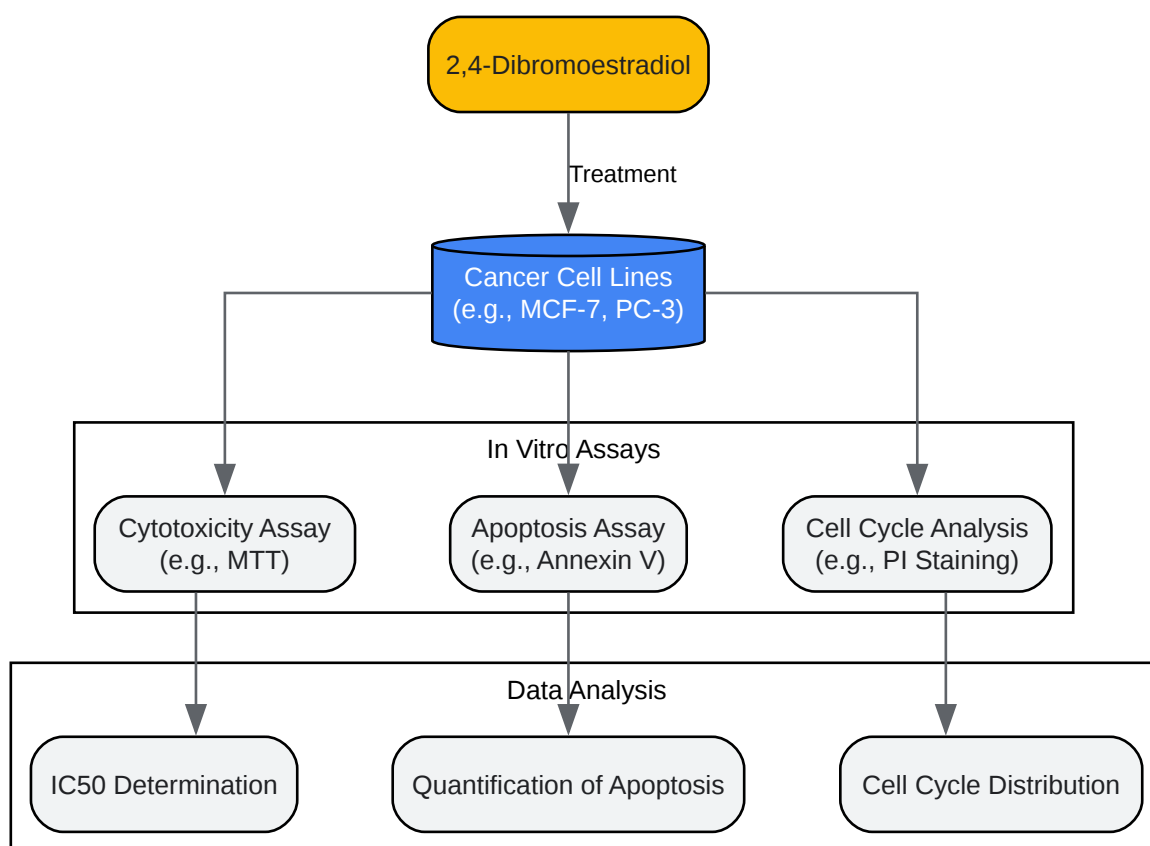 2,4-Dibromoestradiol
Treatment
Cancer Cell Lines
(e.g., MCF-7, PC-3)
In Vitro Assays
Cytotoxicity Assay
(e.g., MTT)
Apoptosis Assay
(e.g., Annexin V)
Cell Cycle Analysis
(e.g., PI Staining)
Data Analysis
IC50 Determination
Quantification of Apoptosis
Cell Cycle Distribution